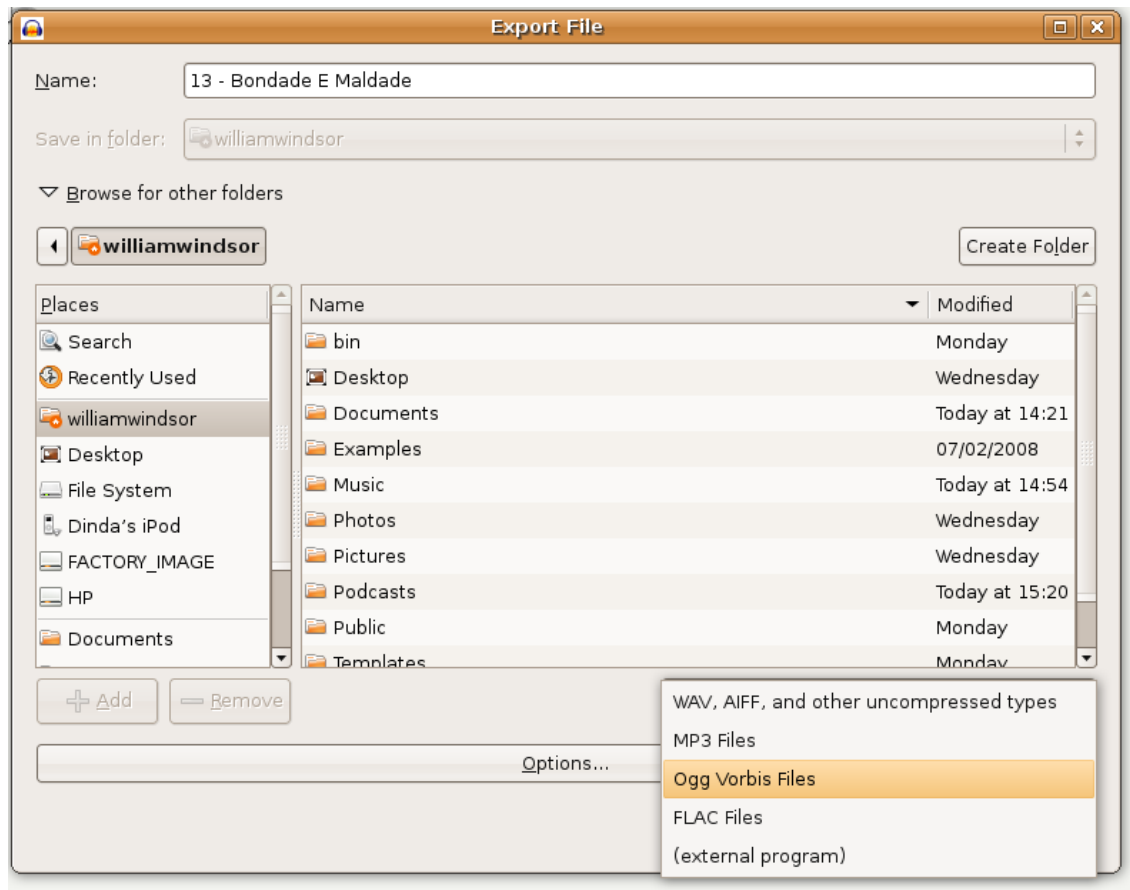 Export File
Name: 13 - Bondade E Maldade
Save in folder: williamwindsor
Browse for other folders
williamwindsor Create Folder
Places
Search
Recently Used
williamwindsor
Desktop
File System
Dinda's iPod
FACTORY_IMAGE
HP
Documents
Name Modified
bin Monday
Desktop Wednesday
Documents Today at 14:21
Examples 07/02/2008
Music Today at 14:54
Photos Wednesday
Pictures Wednesday
Podcasts Today at 15:20
Public Monday
Templates Monday
Add Remove
Options...
WAV, AIFF, and other uncompressed types
MP3 Files
Ogg Vorbis Files
FLAC Files
(external program)